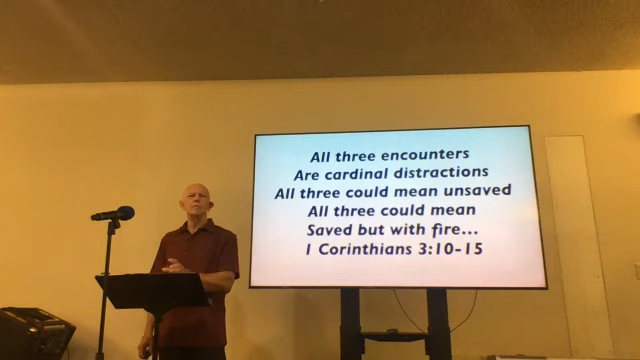 All three encounters
Are cardinal distractions
All three could mean unsaved
All three could mean
Saved but with fire...
1 Corinthians 3:10-15